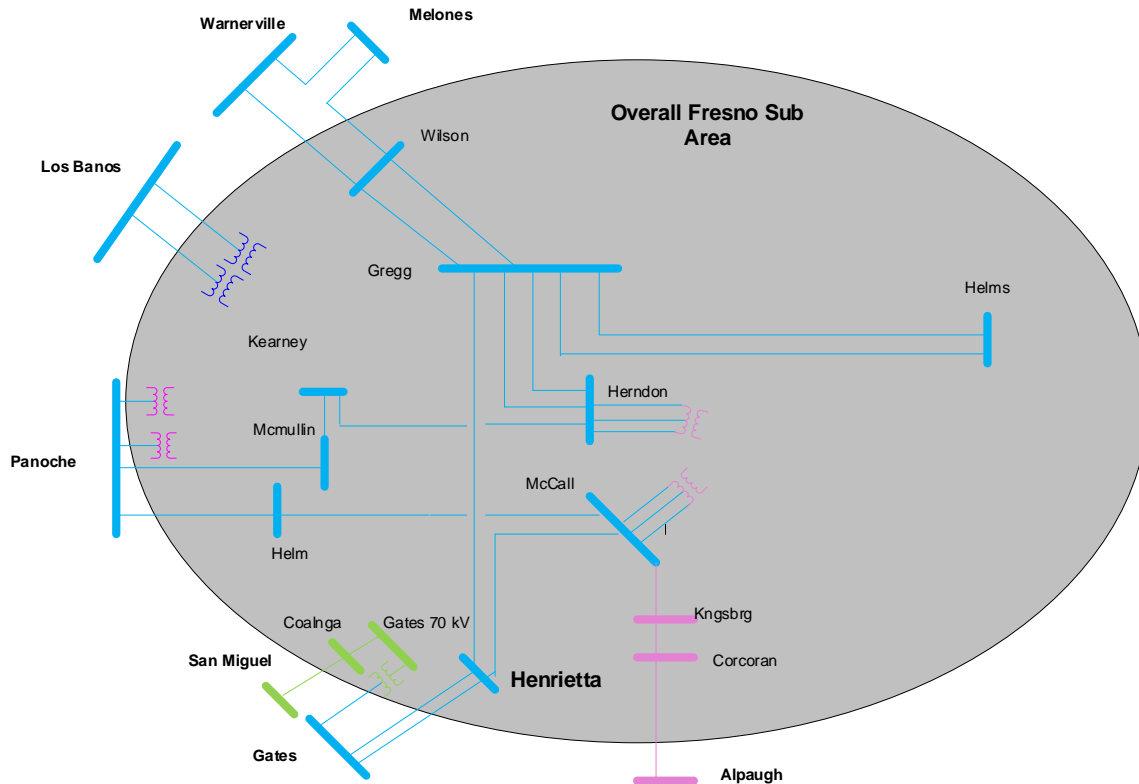 Melones
Warnerville
Overall Fresno Sub
Area
Wilson
Los Banos
Gregg
Helms
Kearney
Herndon
Mcmullin
Panoche
McCall
Helm
Kngsbrg
Coalnga
Gates 70 kV
San Miguel
Corcoran
Henrietta
Gates
Alpaugh